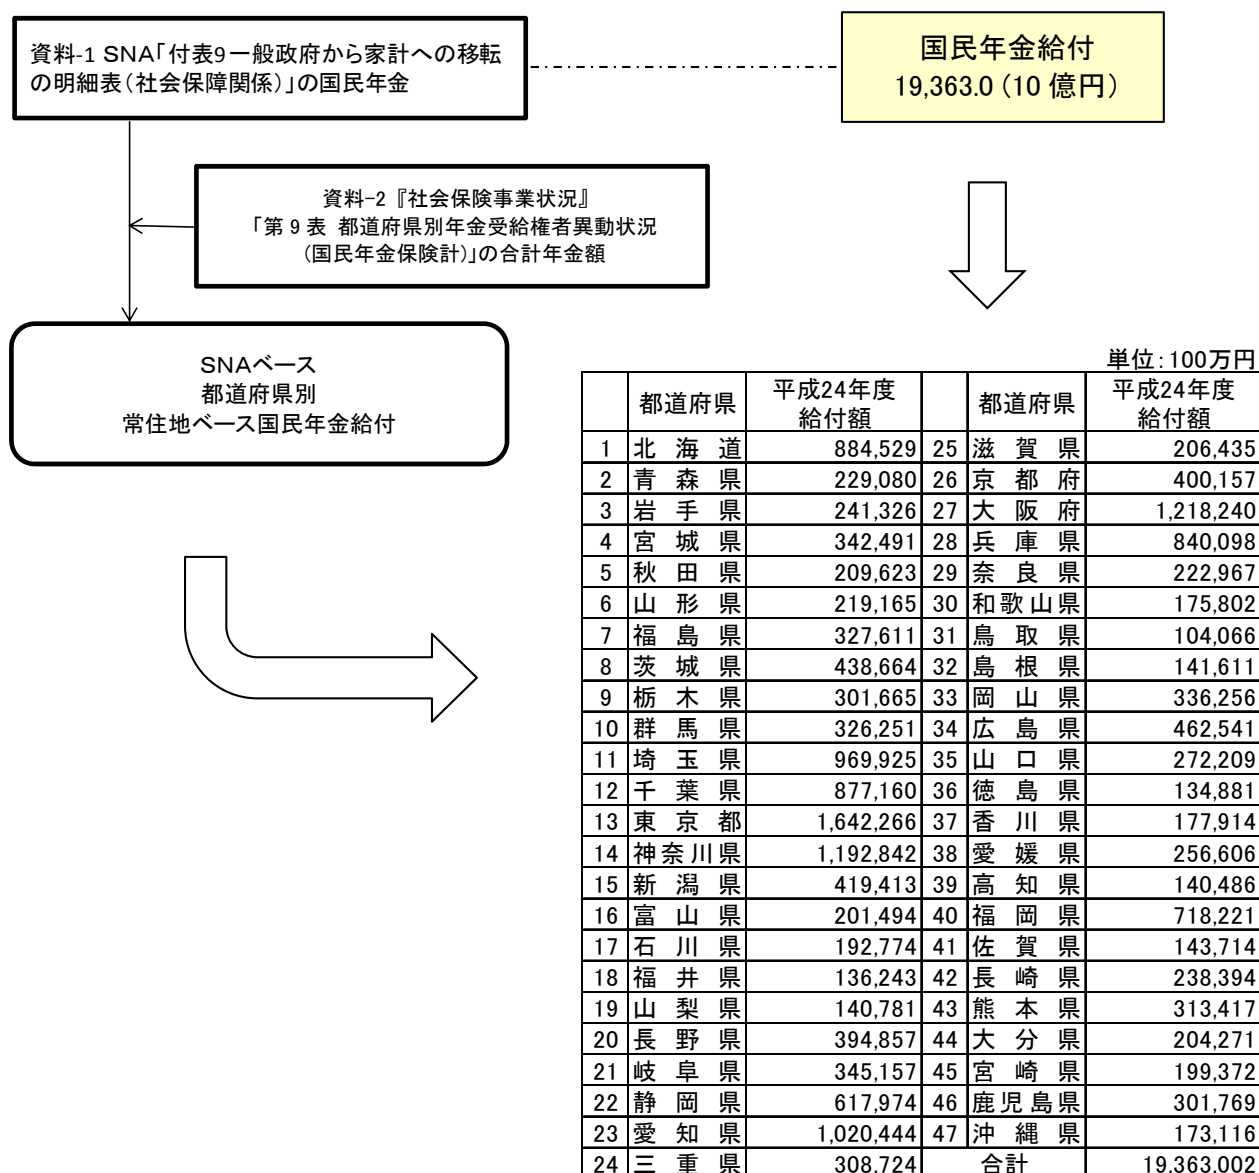 資料-1 SNA「付表9 一般政府から家計への移転
の明細表（社会保障関係）」の国民年金
国民年金給付
19,363.0（10 億円）
資料-2『社会保険事業状況』
「第 9 表 都道府県別年金受給権者異動状況
（国民年金保険計）」の合計年金額
SNAベース
都道府県別
常住地ベース国民年金給付
単位：100万円
都道府県 平成24年度 給付額 都道府県 平成24年度 給付額
1 北海道 884,529 25 滋賀県 206,435
2 青森県 229,080 26 京都府 400,157
3 岩手県 241,326 27 大阪府 1,218,240
4 宮城県 342,491 28 兵庫県 840,098
5 秋田県 209,623 29 奈良県 222,967
6 山形県 219,165 30 和歌山県 175,802
7 福島県 327,611 31 鳥取県 104,066
8 茨城県 438,664 32 島根県 141,611
9 栃木県 301,665 33 岡山県 336,256
10 群馬県 326,251 34 広島県 462,541
11 埼玉県 969,925 35 山口県 272,209
12 千葉県 877,160 36 徳島県 134,881
13 東京都 1,642,266 37 香川県 177,914
14 神奈川県 1,192,842 38 愛媛県 256,606
15 新潟県 419,413 39 高知県 140,486
16 富山県 201,494 40 福岡県 718,221
17 石川県 192,774 41 佐賀県 143,714
18 福井県 136,243 42 長崎県 238,394
19 山梨県 140,781 43 熊本県 313,417
20 長野県 394,857 44 大分県 204,271
21 岐阜県 345,157 45 宮崎県 199,372
22 静岡県 617,974 46 鹿児島県 301,769
23 愛知県 1,020,444 47 沖縄県 173,116
24 三重県 308,724 合計 19,363,002